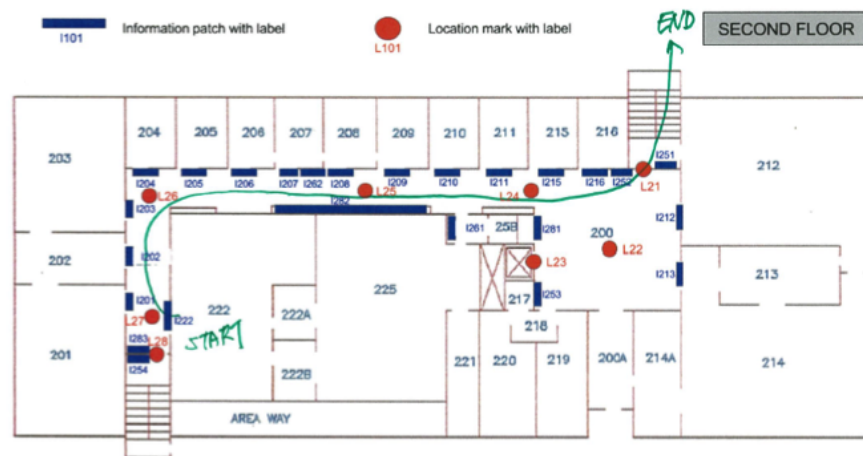 END
SECOND FLOOR
Information patch with label
I101
Location mark with label
L101
203
204
205
206
207
208
209
210
211
215
216
212
I251
I204
I205
I206
I207
I262
I208
I209
I210
I211
I215
I216
I252
L21
L26
L25
L24
I203
I282
I212
I261
25B
I281
200
L22
202
I202
L23
I213
213
I201
217
I253
L27
I222
222
222A
225
218
START
I283
L28
201
I254
222B
221
220
219
200A
214A
214
AREA WAY